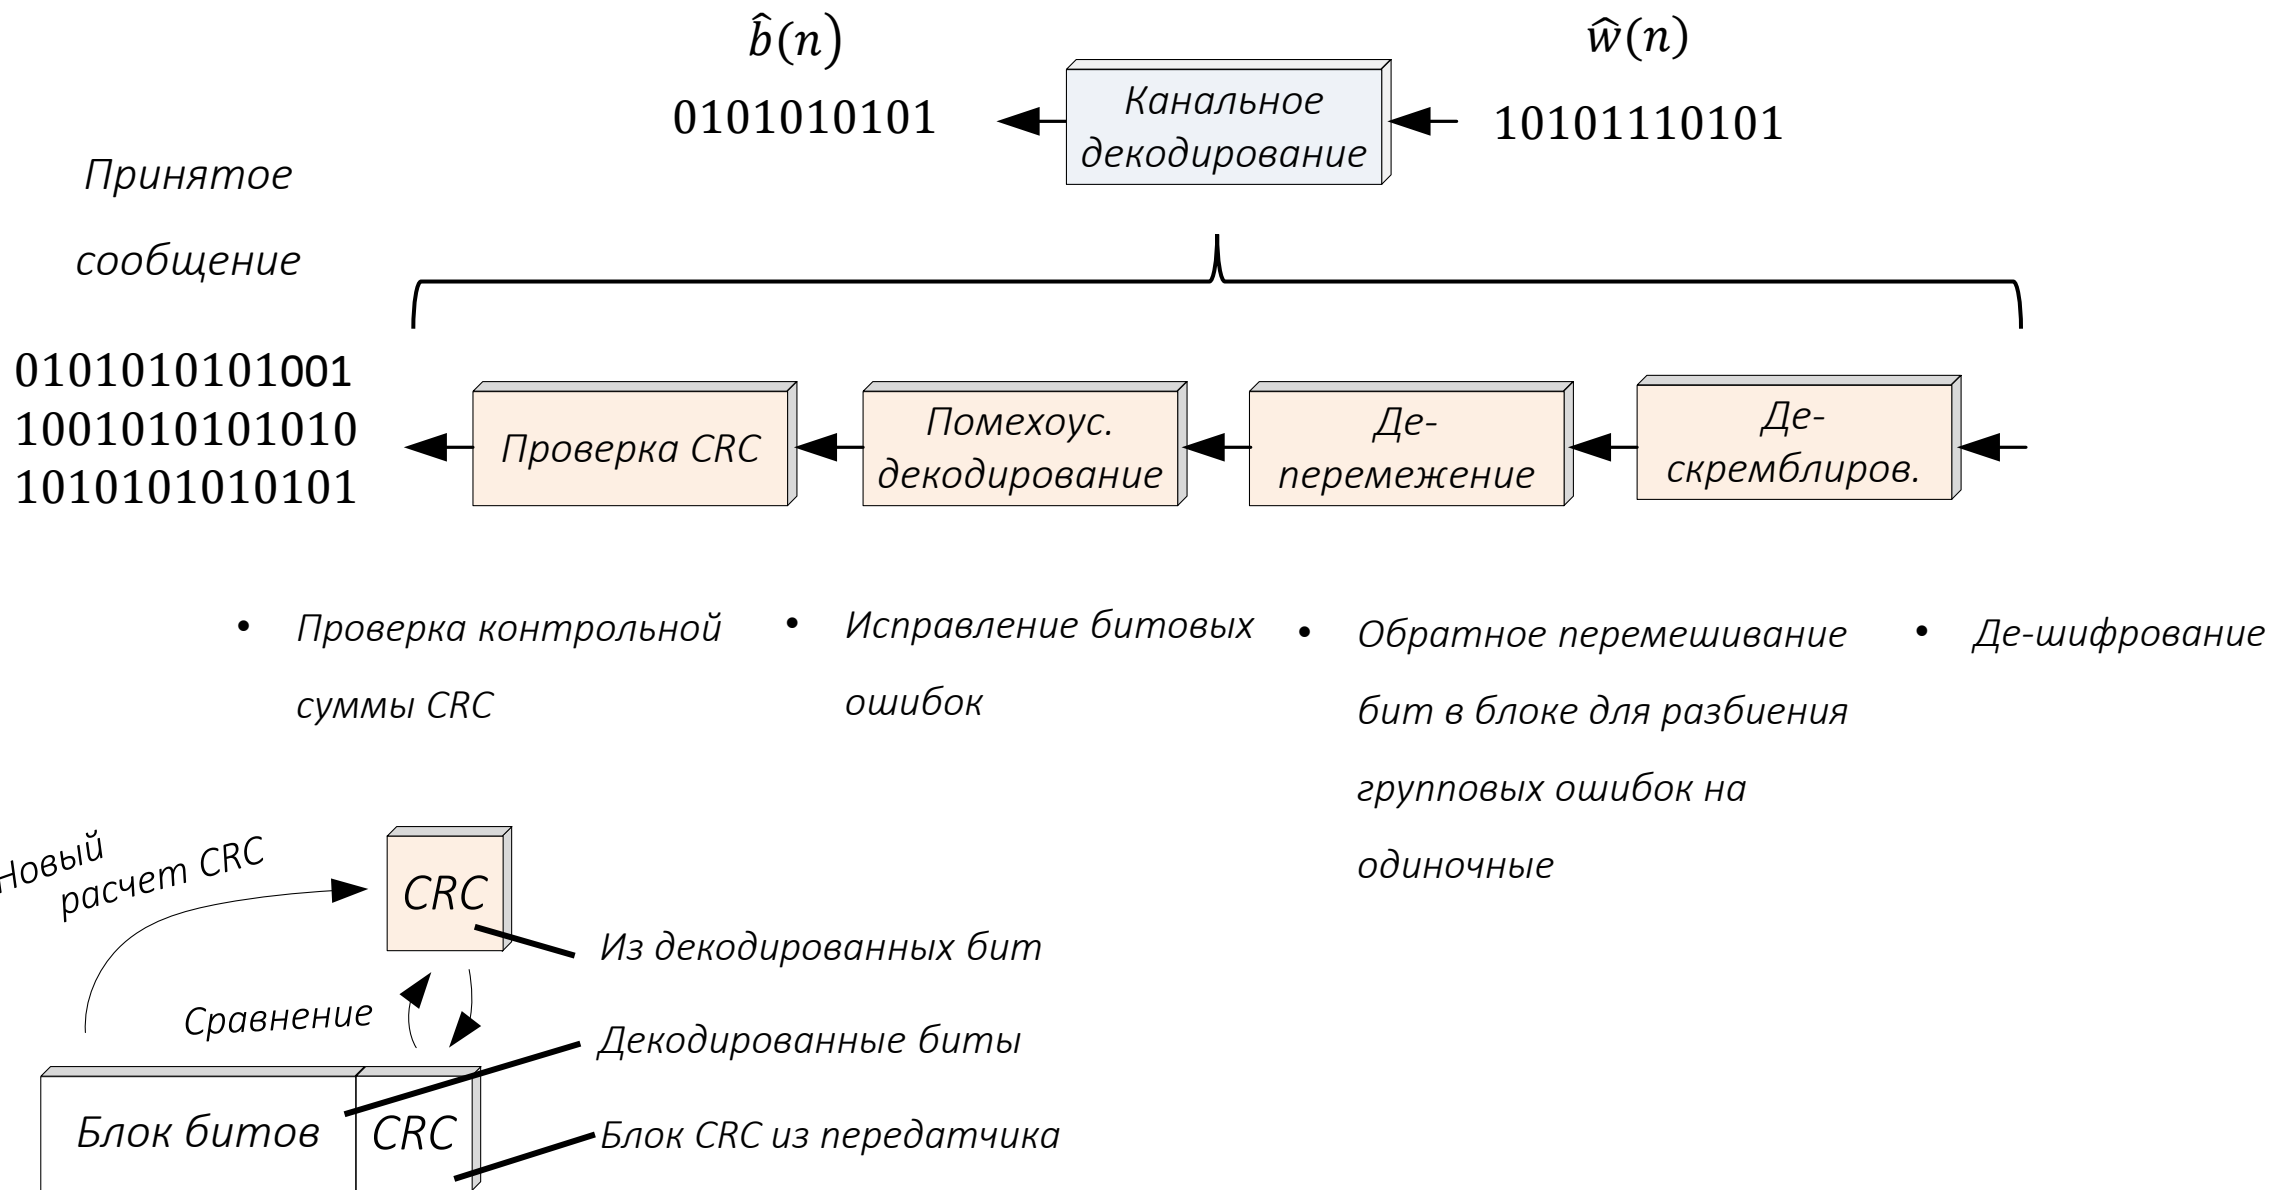 b̂(n)
ŵ(n)
0101010101
Канальное
декодирование
10101110101
Принятое
сообщение
0101010101001
1001010101010
1010101010101
Проверка CRC
Помехоус.
декодирование
Де-
перемежение
Де-
скремблиров.
• Проверка контрольной
суммы CRC
• Исправление битовых
ошибок
• Обратное перемешивание
бит в блоке для разбиения
групповых ошибок на
одиночные
• Де-шифрование
Новый
расчет CRC
CRC
Из декодированных бит
Сравнение
Декодированные биты
Блок битов
CRC
Блок CRC из передатчика